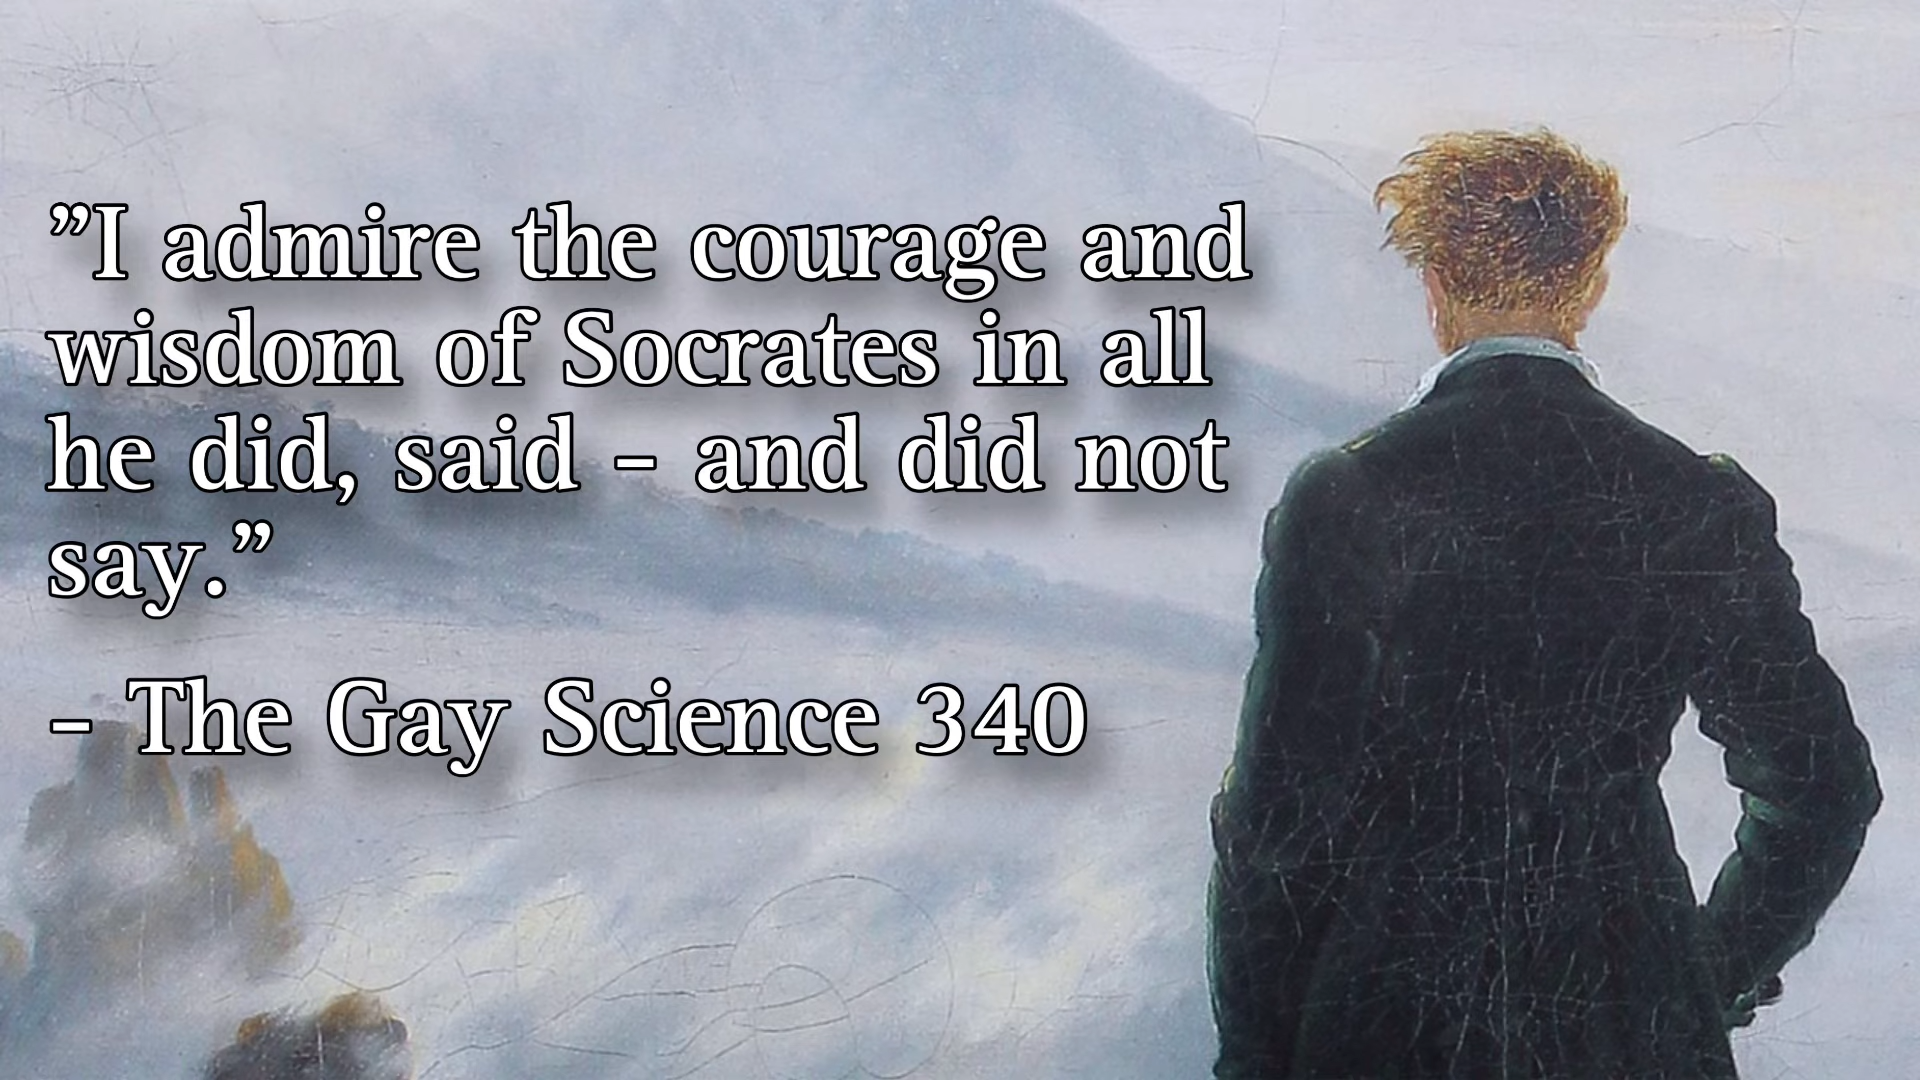 ”I admire the courage and
wisdom of Socrates in all
he did, said – and did not
say.”
– The Gay Science 340